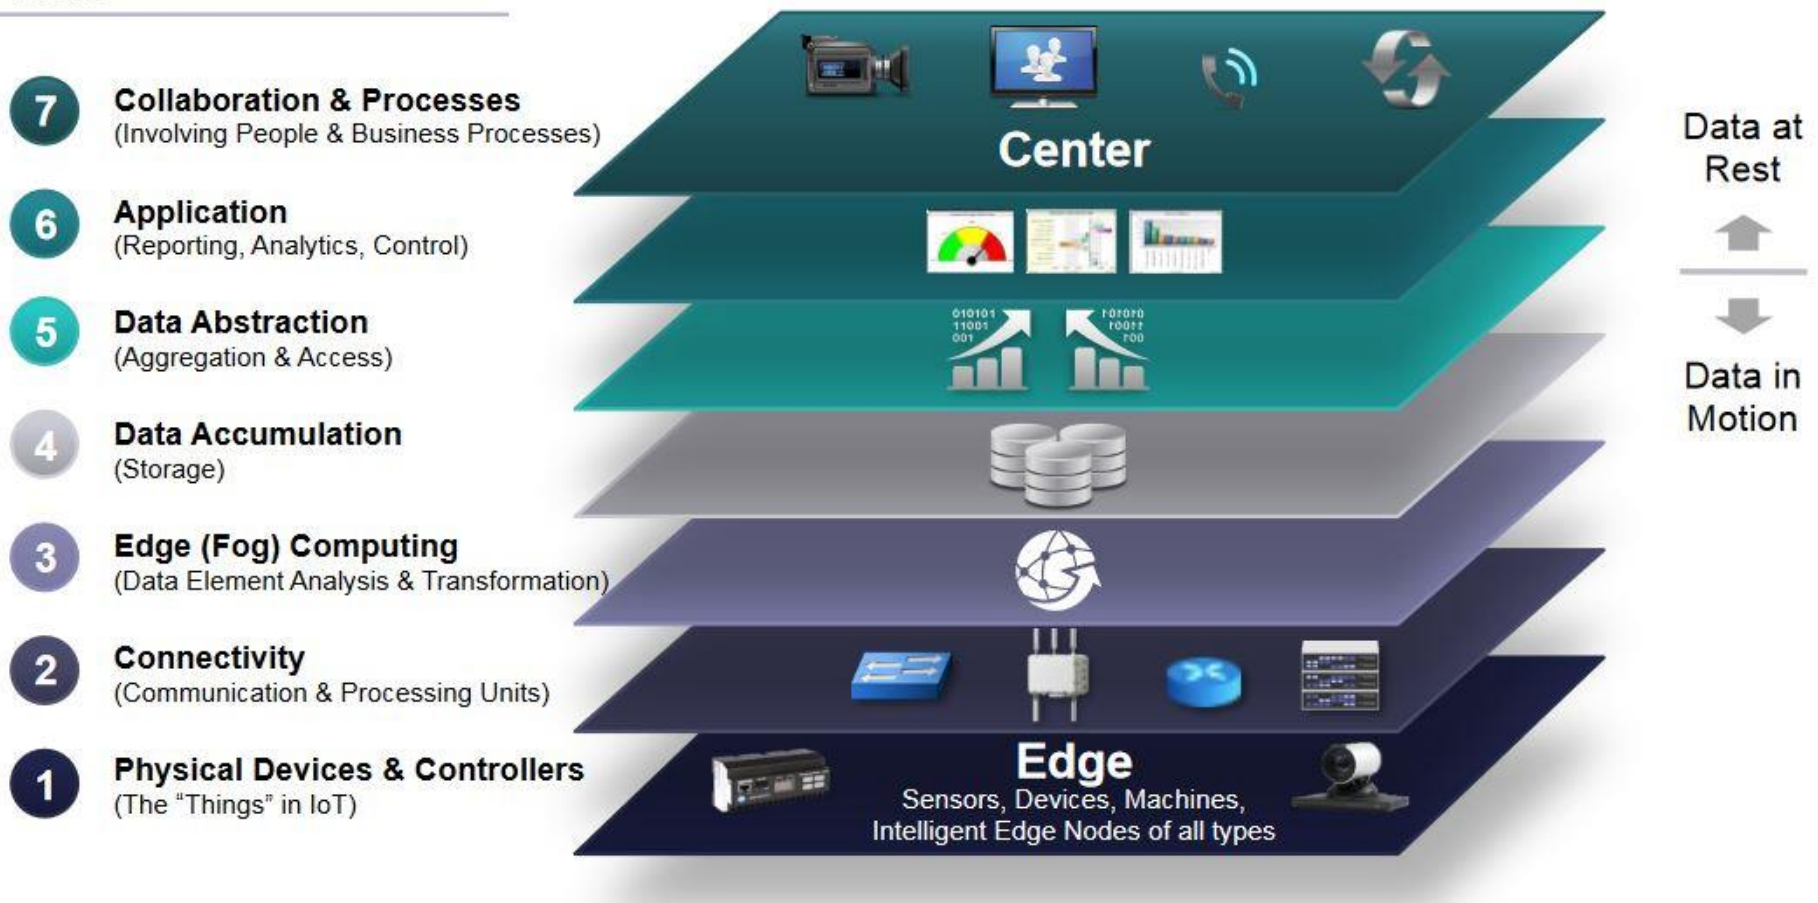 7
Collaboration & Processes
(Involving People & Business Processes)
6
Application
(Reporting, Analytics, Control)
5
Data Abstraction
(Aggregation & Access)
4
Data Accumulation
(Storage)
3
Edge (Fog) Computing
(Data Element Analysis & Transformation)
2
Connectivity
(Communication & Processing Units)
1
Physical Devices & Controllers
(The “Things” in IoT)
Center
010101
11001
001
Edge
Sensors, Devices, Machines,
Intelligent Edge Nodes of all types
Data at
Rest
Data in
Motion